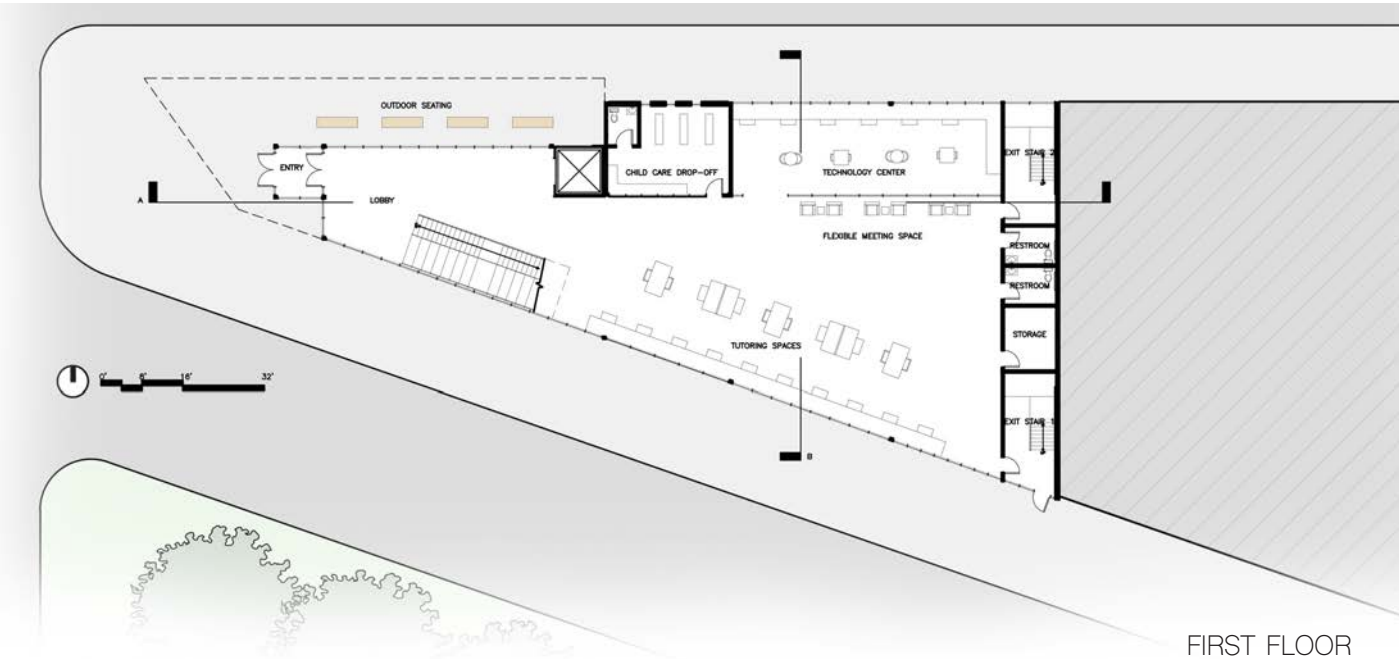 OUTDOOR SEATING
ENTRY
LOBBY
A
CHILD CARE DROP-OFF
TECHNOLOGY CENTER
EXIT STAIR 2
FLEXIBLE MEETING SPACE
RESTROOM
RESTROOM
STORAGE
TUTORING SPACES
0' 8' 16' 32'
EXIT STAIR 1
B
FIRST FLOOR